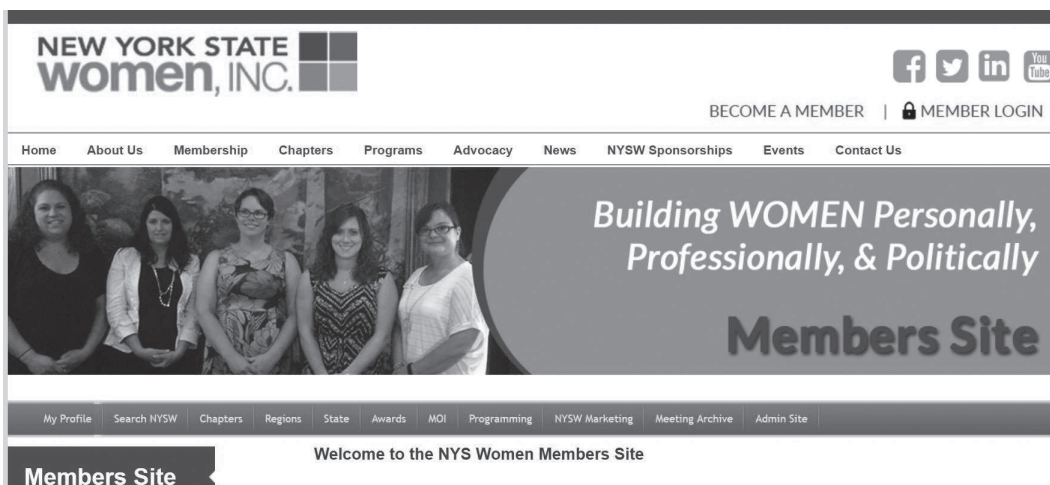 NEW YORK STATE
women, INC.
You
Tube
BECOME A MEMBER | MEMBER LOGIN
Home About Us Membership Chapters Programs Advocacy News NYSW Sponsorships Events Contact Us
Building WOMEN Personally,
Professionally, & Politically
Members Site
My Profile Search NYSW Chapters Regions State Awards MOI Programming NYSW Marketing Meeting Archive Admin Site
Welcome to the NYS Women Members Site
Members Site